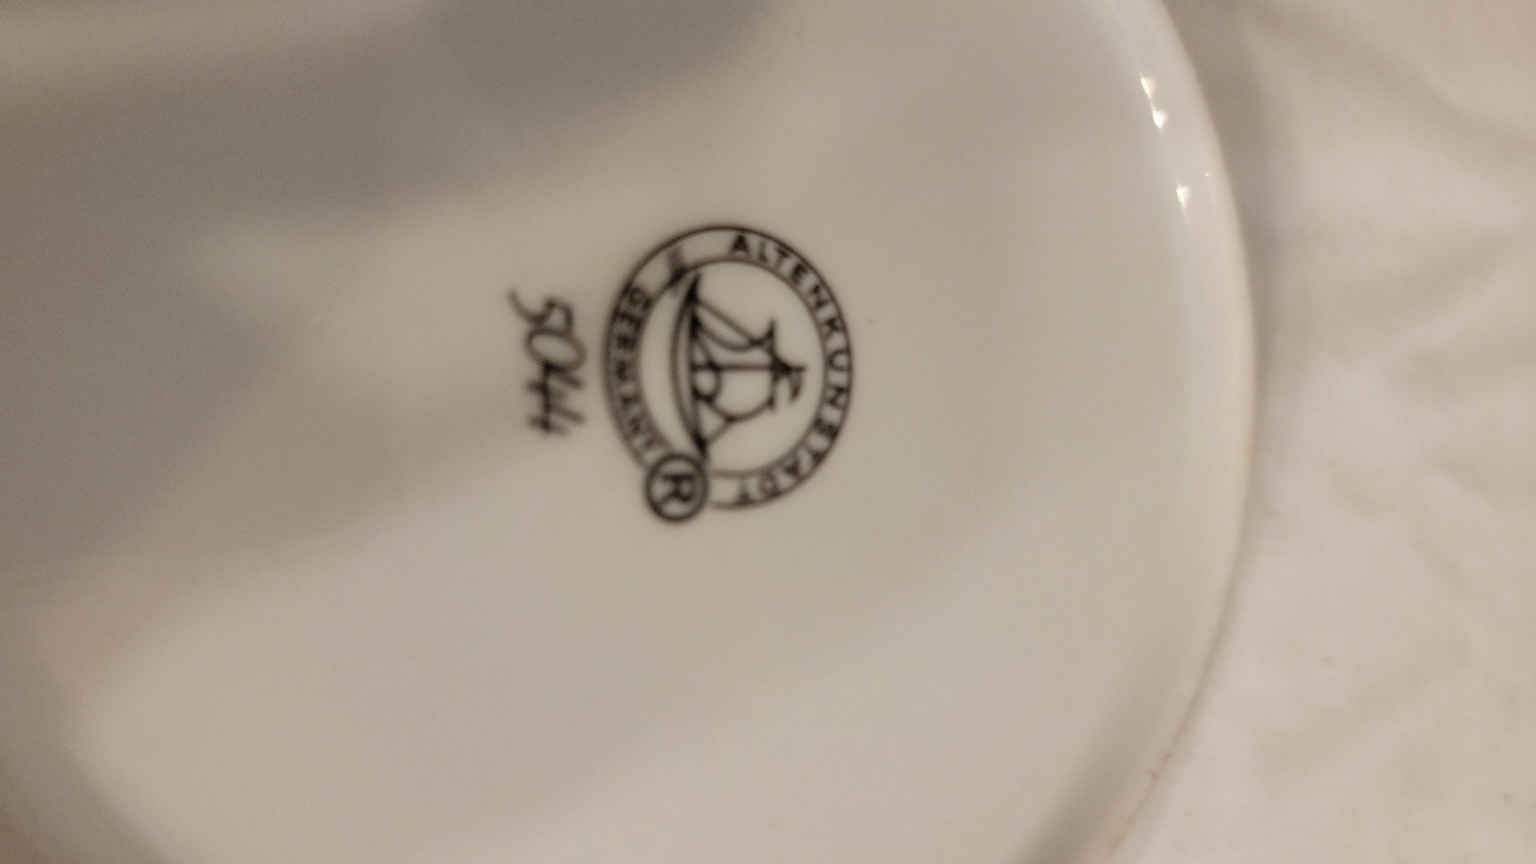 ALTENKUNSTADT
GERMANY
R
5044